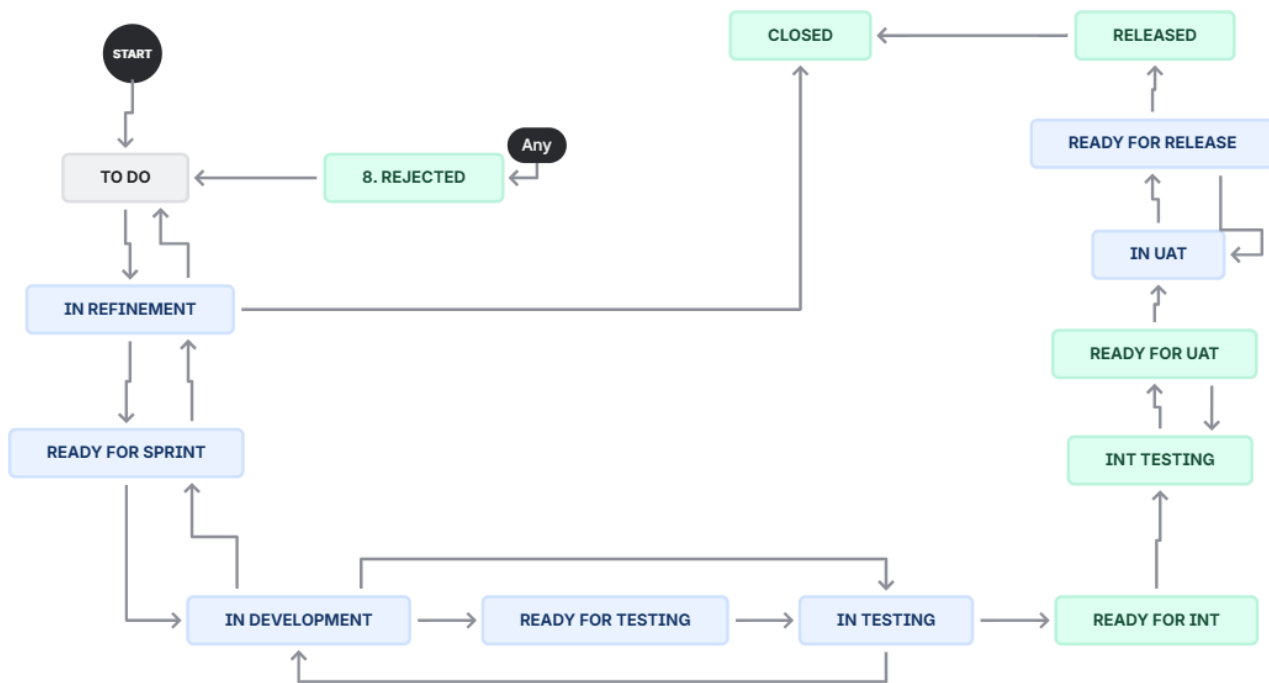 START
TO DO
8. REJECTED
Any
IN REFINEMENT
READY FOR SPRINT
IN DEVELOPMENT
READY FOR TESTING
IN TESTING
READY FOR INT
INT TESTING
READY FOR UAT
IN UAT
READY FOR RELEASE
RELEASED
CLOSED